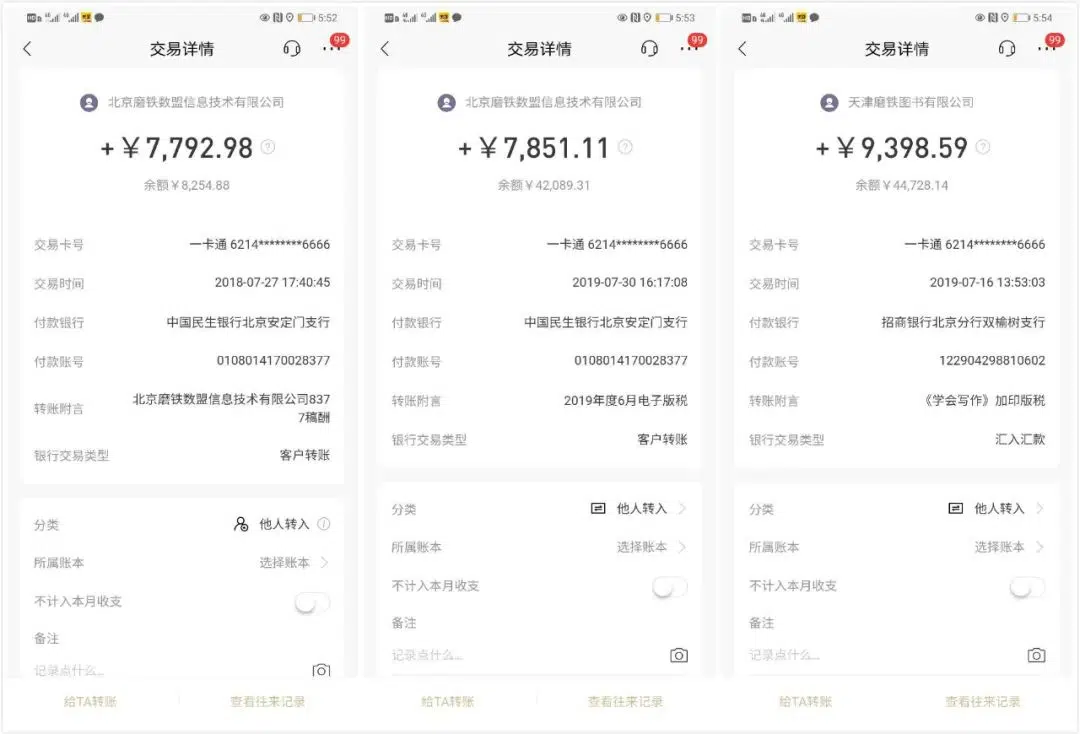 5:52
交易详情
99
北京磨铁数盟信息技术有限公司
+￥7,792.98
余额￥8,254.88
交易卡号 一卡通 6214********6666
交易时间 2018-07-27 17:40:45
付款银行 中国民生银行北京安定门支行
付款账号 0108014170028377
转账附言 北京磨铁数盟信息技术有限公司837
7稿酬
银行交易类型 客户转账
分类 他人转入
所属账本 选择账本
不计入本月收支
备注
记录点什么...
给TA转账 查看往来记录
5:53
交易详情
99
北京磨铁数盟信息技术有限公司
+￥7,851.11
余额￥42,089.31
交易卡号 一卡通 6214********6666
交易时间 2019-07-30 16:17:08
付款银行 中国民生银行北京安定门支行
付款账号 0108014170028377
转账附言 2019年度6月电子版税
银行交易类型 客户转账
分类 他人转入
所属账本 选择账本
不计入本月收支
备注
记录点什么...
给TA转账 查看往来记录
5:54
交易详情
99
天津磨铁图书有限公司
+￥9,398.59
余额￥44,728.14
交易卡号 一卡通 6214********6666
交易时间 2019-07-16 13:53:03
付款银行 招商银行北京分行双榆树支行
付款账号 122904298810602
转账附言 《学会写作》加印版税
银行交易类型 汇入汇款
分类 他人转入
所属账本 选择账本
不计入本月收支
备注
记录点什么...
给TA转账 查看往来记录